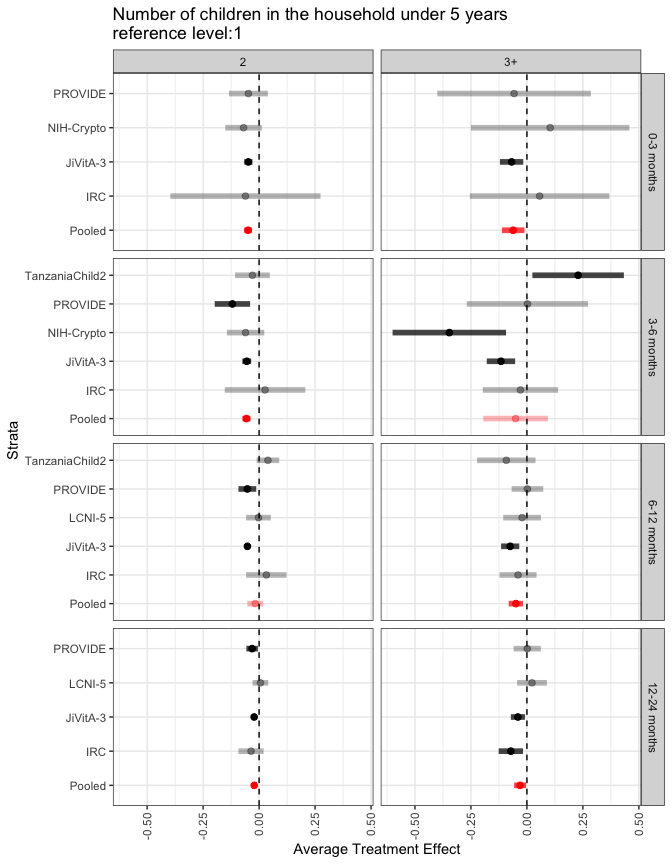 Number of children in the household under 5 years
reference level:1
2
3+
PROVIDE
NIH-Crypto
JiVitA-3
IRC
Pooled
0-3 months
TanzaniaChild2
PROVIDE
NIH-Crypto
JiVitA-3
IRC
Pooled
3-6 months
TanzaniaChild2
PROVIDE
LCNI-5
JiVitA-3
IRC
Pooled
6-12 months
PROVIDE
LCNI-5
JiVitA-3
IRC
Pooled
12-24 months
Strata
-0.50
-0.25
0.00
0.25
0.50
-0.50
-0.25
0.00
0.25
0.50
Average Treatment Effect